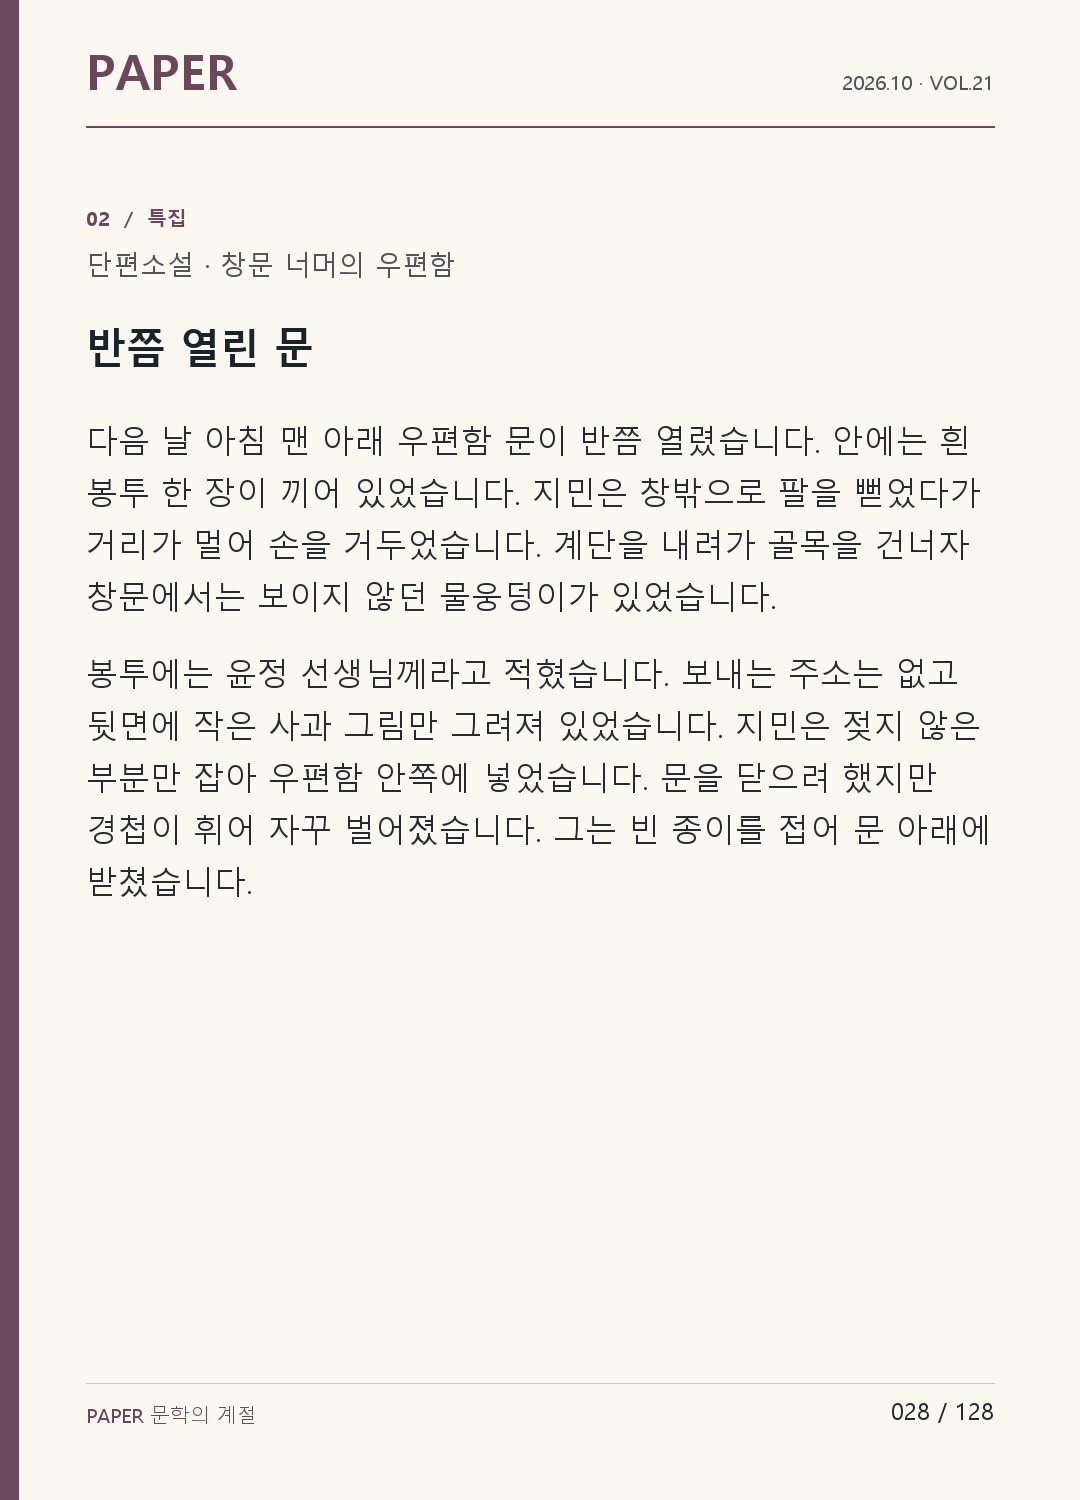 PAPER
2026.10 · VOL.21
02 / 특집
단편소설 · 창문 너머의 우편함
반쯤 열린 문
다음 날 아침 맨 아래 우편함 문이 반쯤 열렸습니다. 안에는 흰
봉투 한 장이 끼어 있었습니다. 지민은 창밖으로 팔을 뻗었다가
거리가 멀어 손을 거두었습니다. 계단을 내려가 골목을 건너자
창문에서는 보이지 않던 물웅덩이가 있었습니다.
봉투에는 윤정 선생님께라고 적혔습니다. 보내는 주소는 없고
뒷면에 작은 사과 그림만 그려져 있었습니다. 지민은 젖지 않은
부분만 잡아 우편함 안쪽에 넣었습니다. 문을 닫으려 했지만
경첩이 휘어 자꾸 벌어졌습니다. 그는 빈 종이를 접어 문 아래에
받쳤습니다.
PAPER 문학의 계절
028 / 128